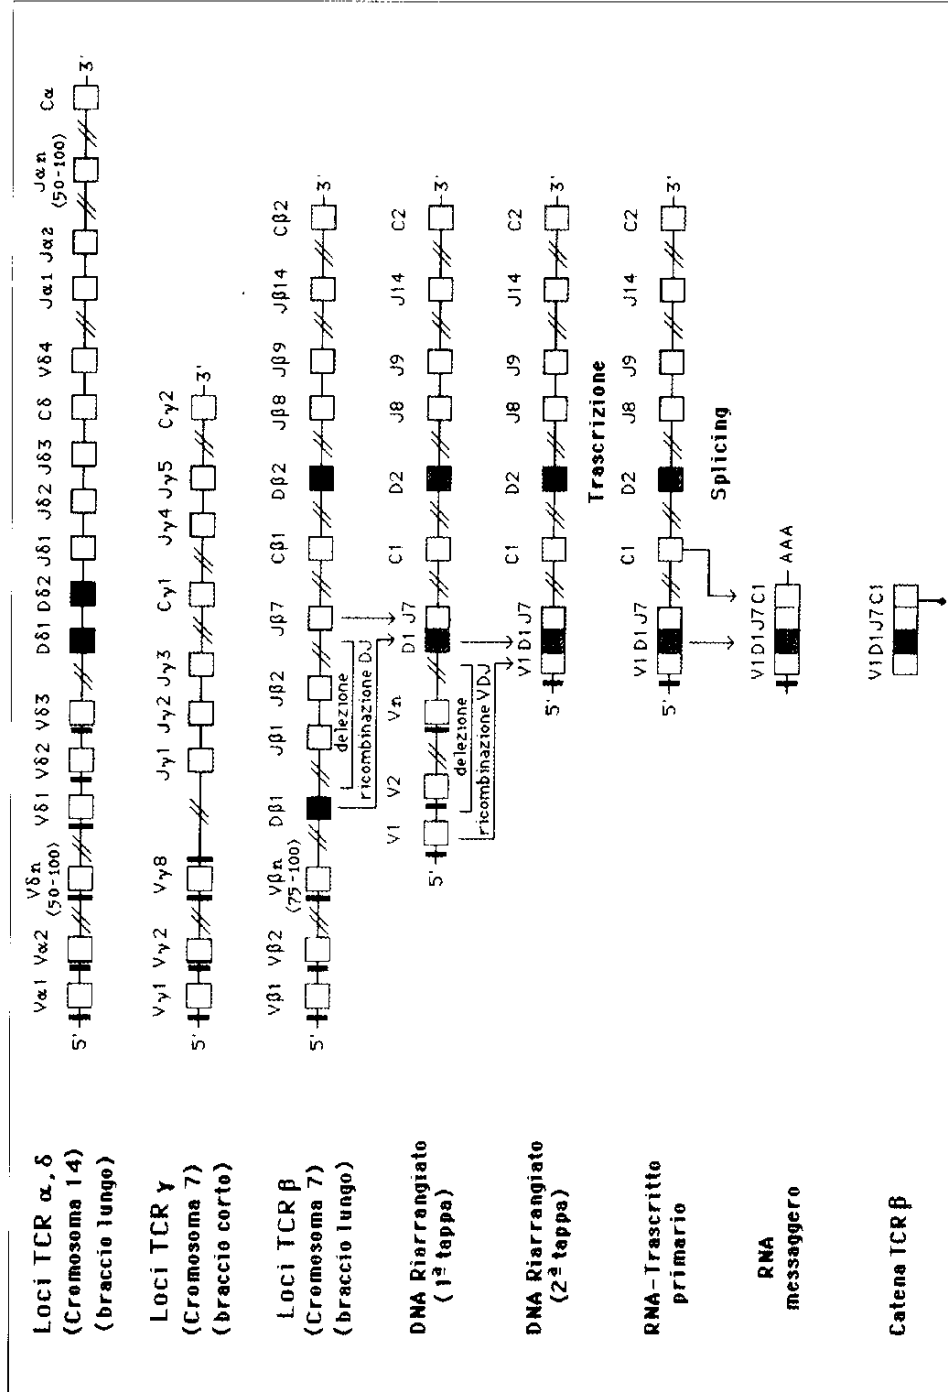 Loci TCR α,δ
(Cromosoma 14)
(braccio lungo)
Vα1 Vα2 Vδn Vδ1 Vδ2 Vδ3 Dδ1 Dδ2 Jδ1 Jδ2 Jδ3 Cδ Vδ4 Jα1 Jα2 Jαn Cα
(50-100) (50-100)
5' 3'
Loci TCR γ
(Cromosoma 7)
(braccio corto)
Vγ1 Vγ2 Vγ8 Jγ1 Jγ2 Jγ3 Cγ1 Jγ4 Jγ5 Cγ2
5' 3'
Loci TCR β
(Cromosoma 7)
(braccio lungo)
Vβ1 Vβ2 Vβn Dβ1 Jβ1 Jβ2 Jβ7 Cβ1 Dβ2 Jβ8 Jβ9 Jβ14 Cβ2
(75-100)
5' 3'
delezione
ricombinazione DJ
DNA Riarrangiato
(1ª tappa)
V1 V2 Vn D1 J7 C1 D2 J8 J9 J14 C2
5' 3'
delezione
ricombinazione VDJ
DNA Riarrangiato
(2ª tappa)
V1 D1 J7 C1 D2 J8 J9 J14 C2
5' 3'
Trascrizione
RNA-Trascritto
primario
V1 D1 J7 C1 D2 J8 J9 J14 C2
5' 3'
Splicing
RNA
messaggero
V1 D1 J7 C1
AAA
Catena TCR β
V1 D1 J7 C1